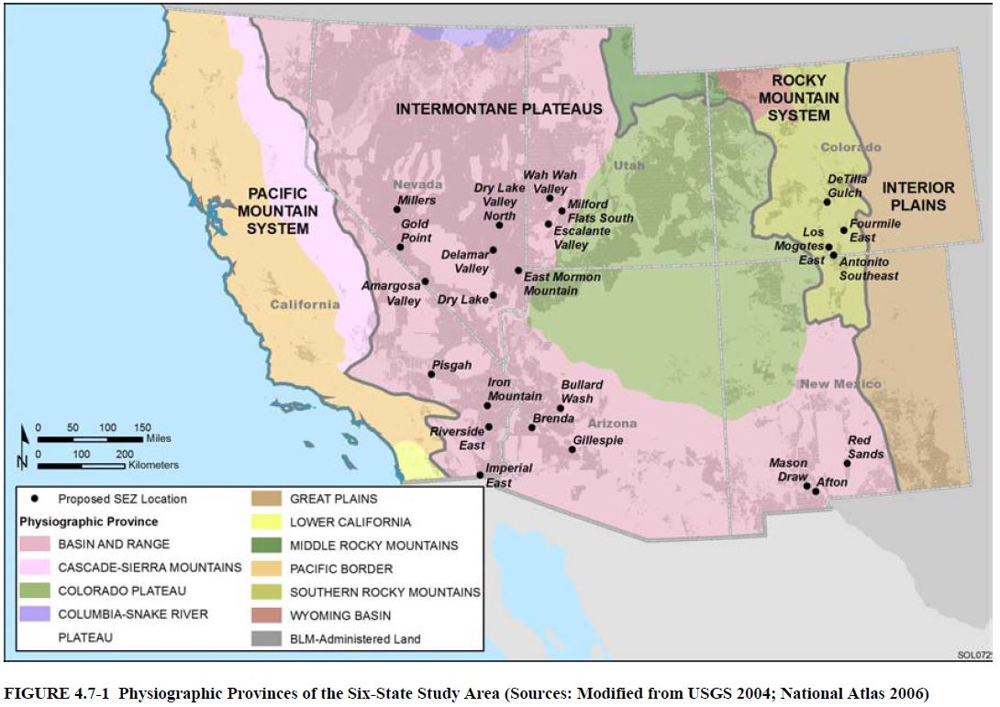 INTERMONTANE PLATEAUS
ROCKY
MOUNTAIN
SYSTEM
Colorado
Utah
Nevada
PACIFIC
MOUNTAIN
SYSTEM
INTERIOR
PLAINS
California
Arizona
New Mexico
Millers
Gold
Point
Dry Lake
Valley
North
Wah Wah
Valley
Milford
Flats South
Escalante
Valley
Delamar
Valley
East Mormon
Mountain
Amargosa
Valley
Dry Lake
DeTilla
Gulch
Fourmile
East
Los
Mogotes
East
Antonito
Southeast
Pisgah
Iron
Mountain
Bullard
Wash
Riverside
East
Brenda
Gillespie
Imperial
East
Red
Sands
Mason
Draw
Afton
N
0 50 100 150
Miles
0 100 200
Kilometers
Proposed SEZ Location
Physiographic Province
BASIN AND RANGE
CASCADE-SIERRA MOUNTAINS
COLORADO PLATEAU
COLUMBIA-SNAKE RIVER
PLATEAU
GREAT PLAINS
LOWER CALIFORNIA
MIDDLE ROCKY MOUNTAINS
PACIFIC BORDER
SOUTHERN ROCKY MOUNTAINS
WYOMING BASIN
BLM-Administered Land
SOL072
FIGURE 4.7-1 Physiographic Provinces of the Six-State Study Area (Sources: Modified from USGS 2004; National Atlas 2006)